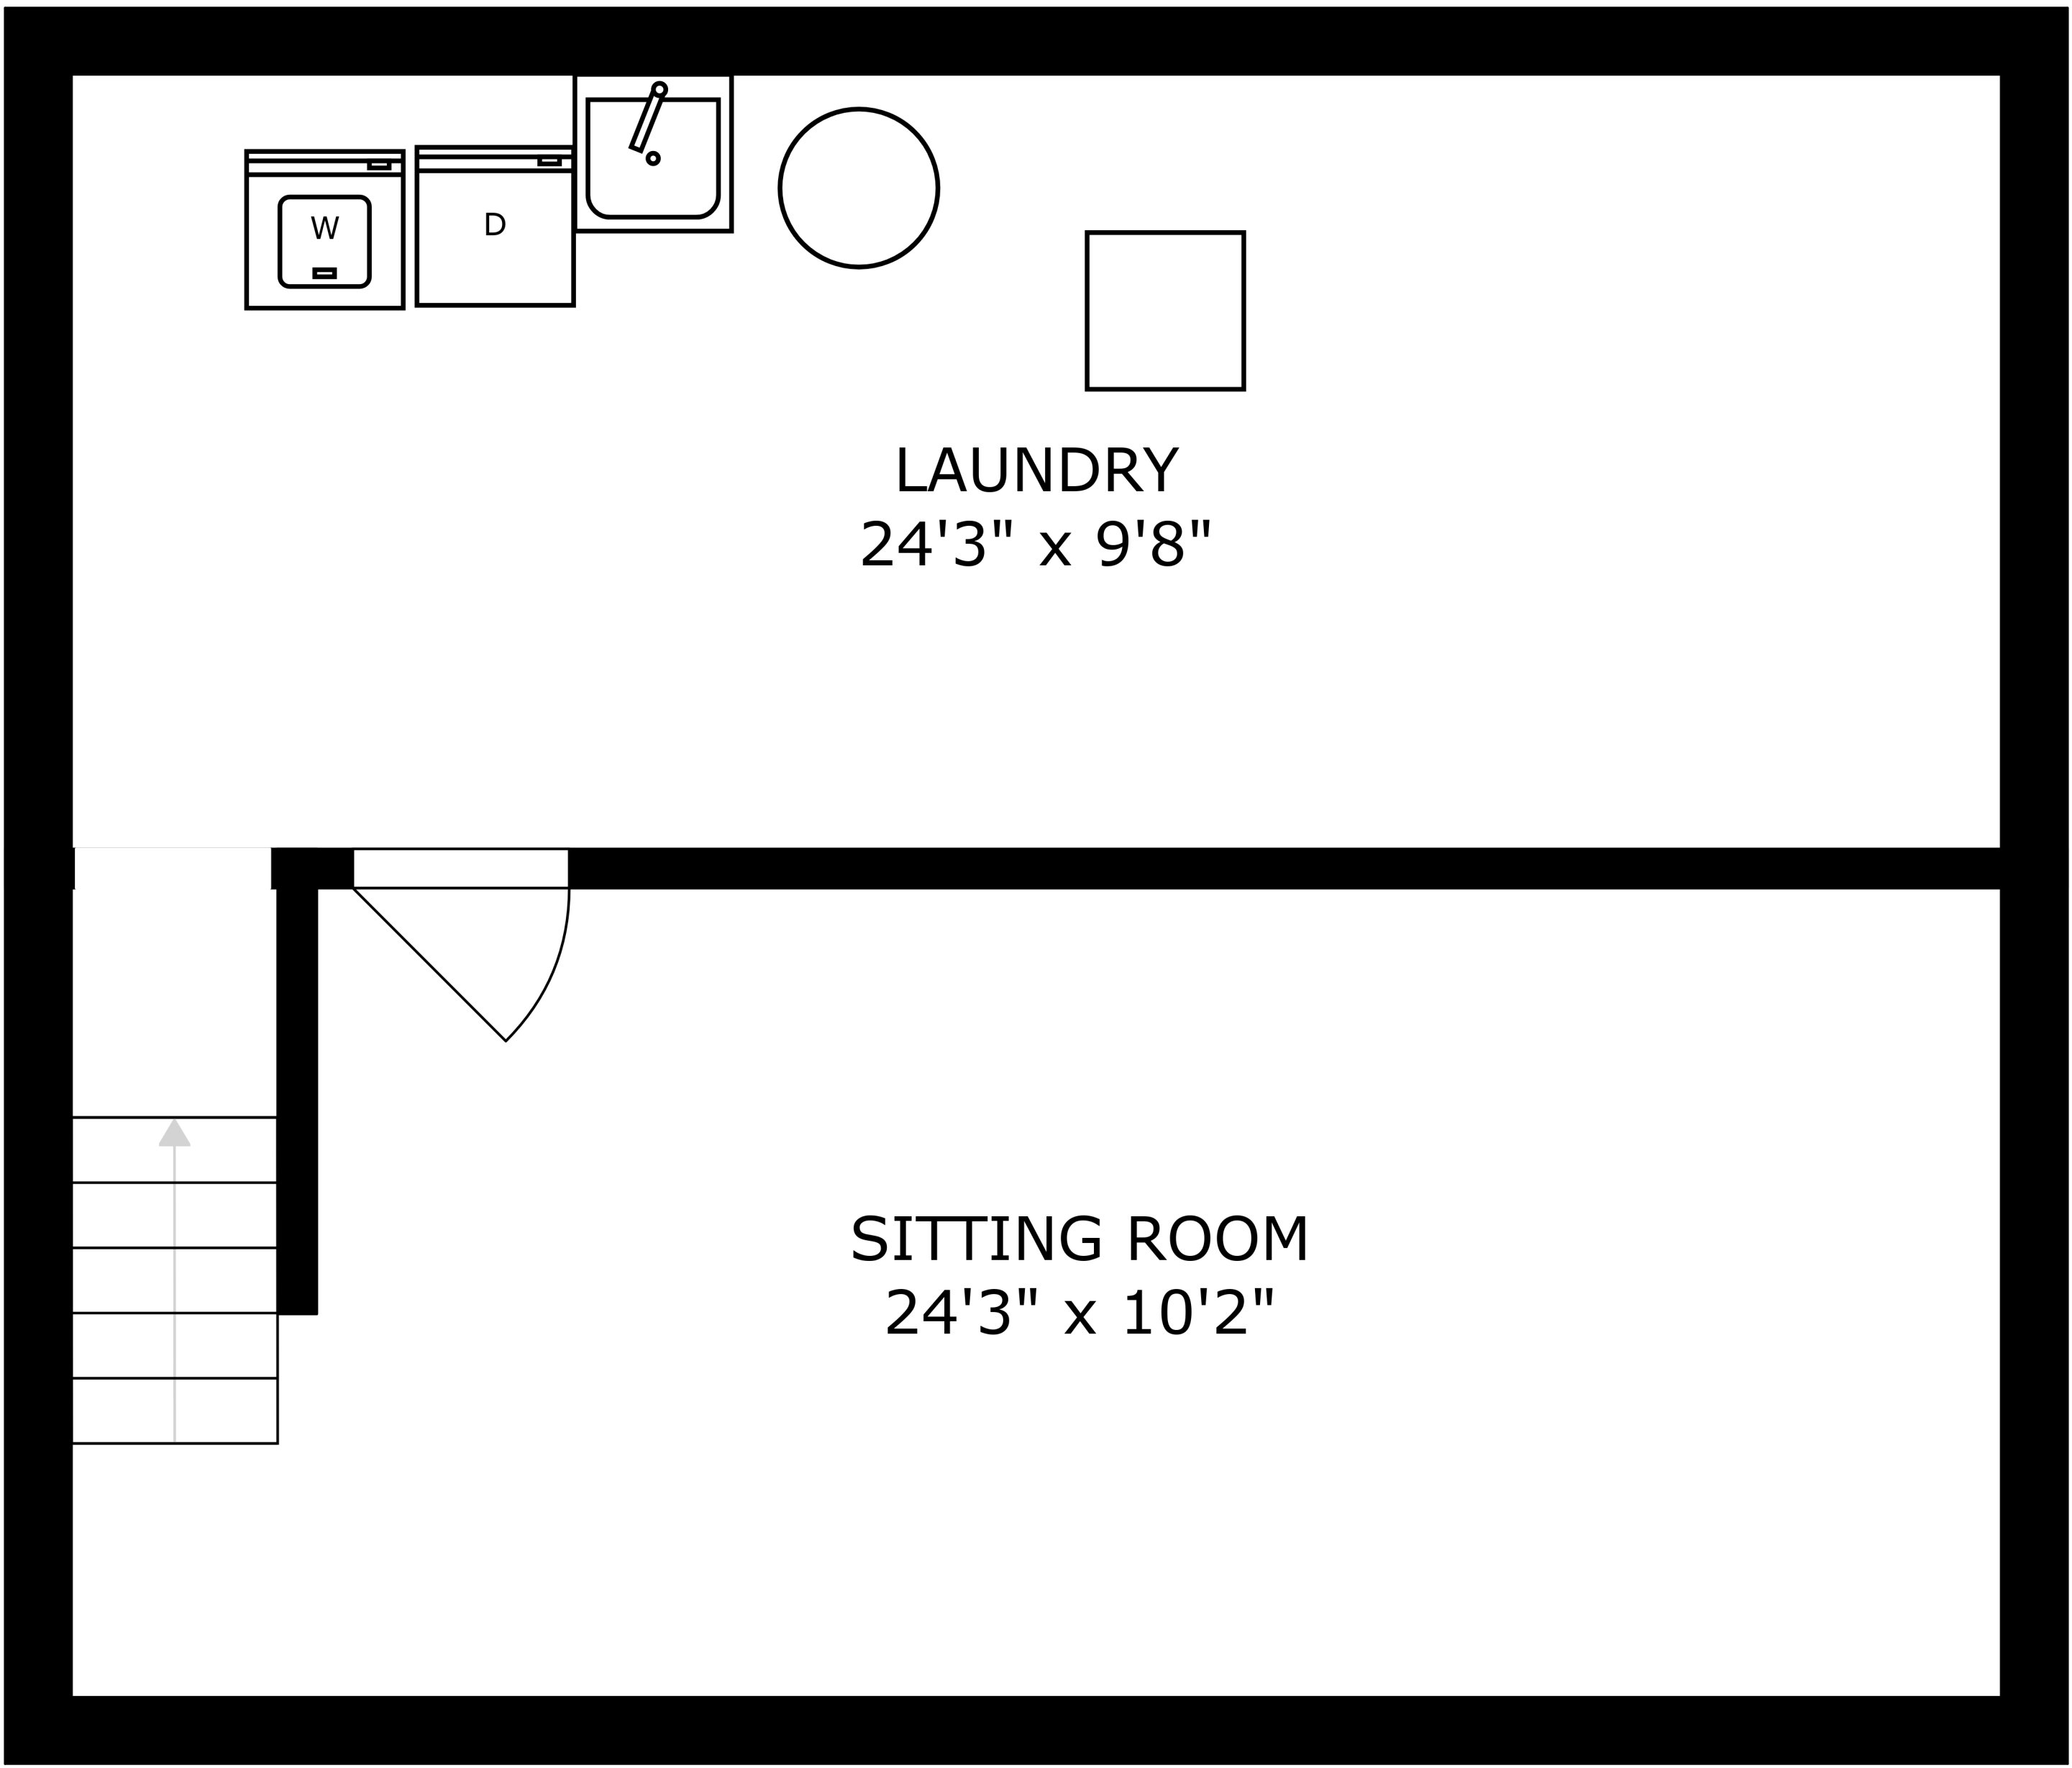 W
D
LAUNDRY
24'3" x 9'8"
SITTING ROOM
24'3" x 10'2"